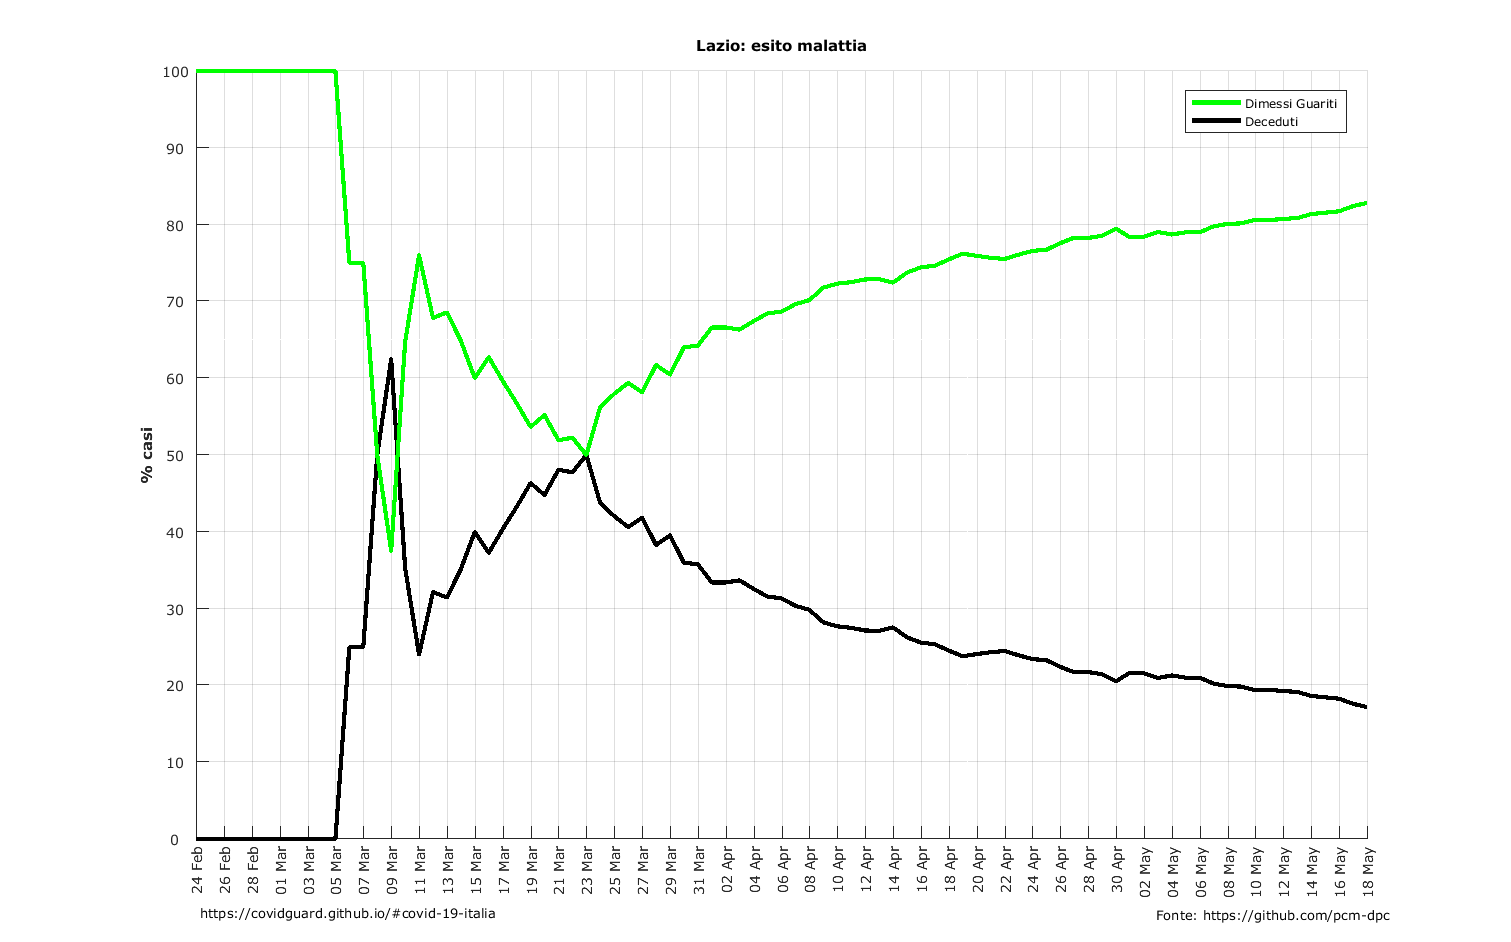 Lazio: esito malattia
Dimessi Guariti
Deceduti
% casi
100
90
80
70
60
50
40
30
20
10
0
24 Feb
26 Feb
28 Feb
01 Mar
03 Mar
05 Mar
07 Mar
09 Mar
11 Mar
13 Mar
15 Mar
17 Mar
19 Mar
21 Mar
23 Mar
25 Mar
27 Mar
29 Mar
31 Mar
02 Apr
04 Apr
06 Apr
08 Apr
10 Apr
12 Apr
14 Apr
16 Apr
18 Apr
20 Apr
22 Apr
24 Apr
26 Apr
28 Apr
30 Apr
02 May
04 May
06 May
08 May
10 May
12 May
14 May
16 May
18 May
https://covidguard.github.io/#covid-19-italia
Fonte: https://github.com/pcm-dpc